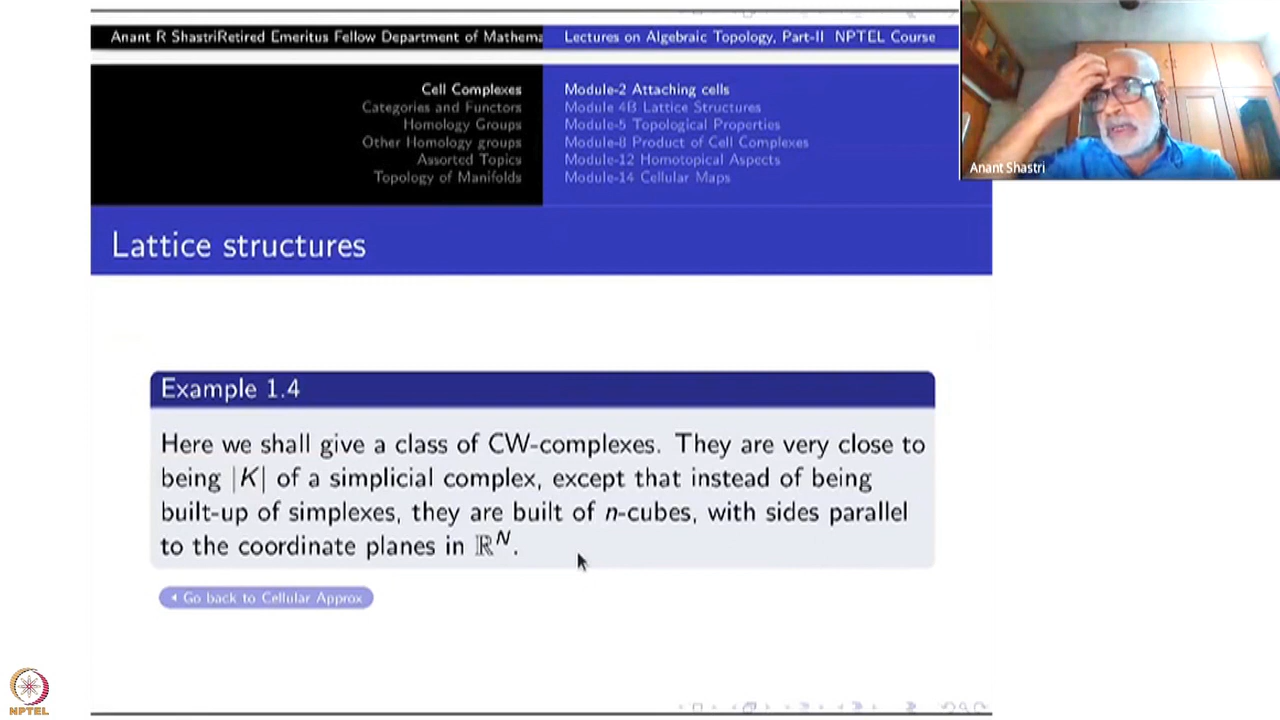 Anant R ShastriRetired Emeritus Fellow Department of Mathema
Lectures on Algebraic Topology, Part-II NPTEL Course
Cell Complexes
Categories and Functors
Homology Groups
Other Homology groups
Assorted Topics
Topology of Manifolds
Module-2 Attaching cells
Module 4B Lattice Structures
Module-5 Topological Properties
Module-8 Product of Cell Complexes
Module-12 Homotopical Aspects
Module-14 Cellular Maps
Anant Shastri
Lattice structures
Example 1.4
Here we shall give a class of CW-complexes. They are very close to
being |K| of a simplicial complex, except that instead of being
built-up of simplexes, they are built of n-cubes, with sides parallel
to the coordinate planes in ℝᴺ.
Go back to Cellular Approx
NPTEL